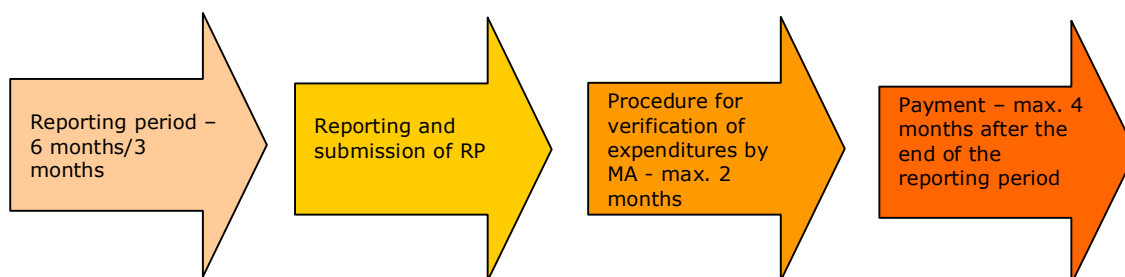 Reporting period –
6 months/3
months
Reporting and
submission of RP
Procedure for
verification of
expenditures by
MA - max. 2
months
Payment – max. 4
months after the
end of the
reporting period